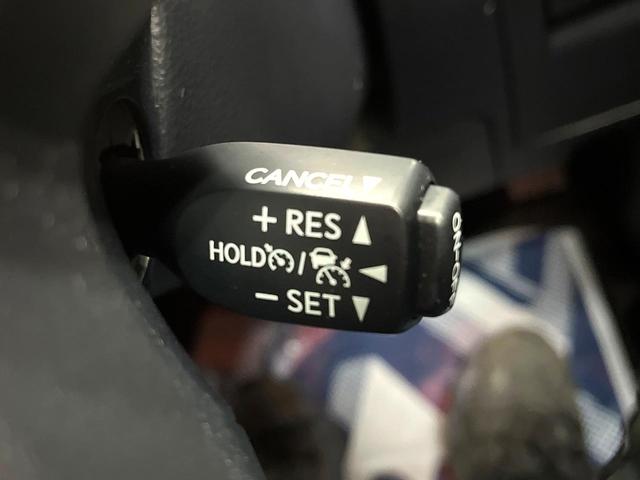 CANCEL
+ RES
HOLD /
- SET
ON-OFF